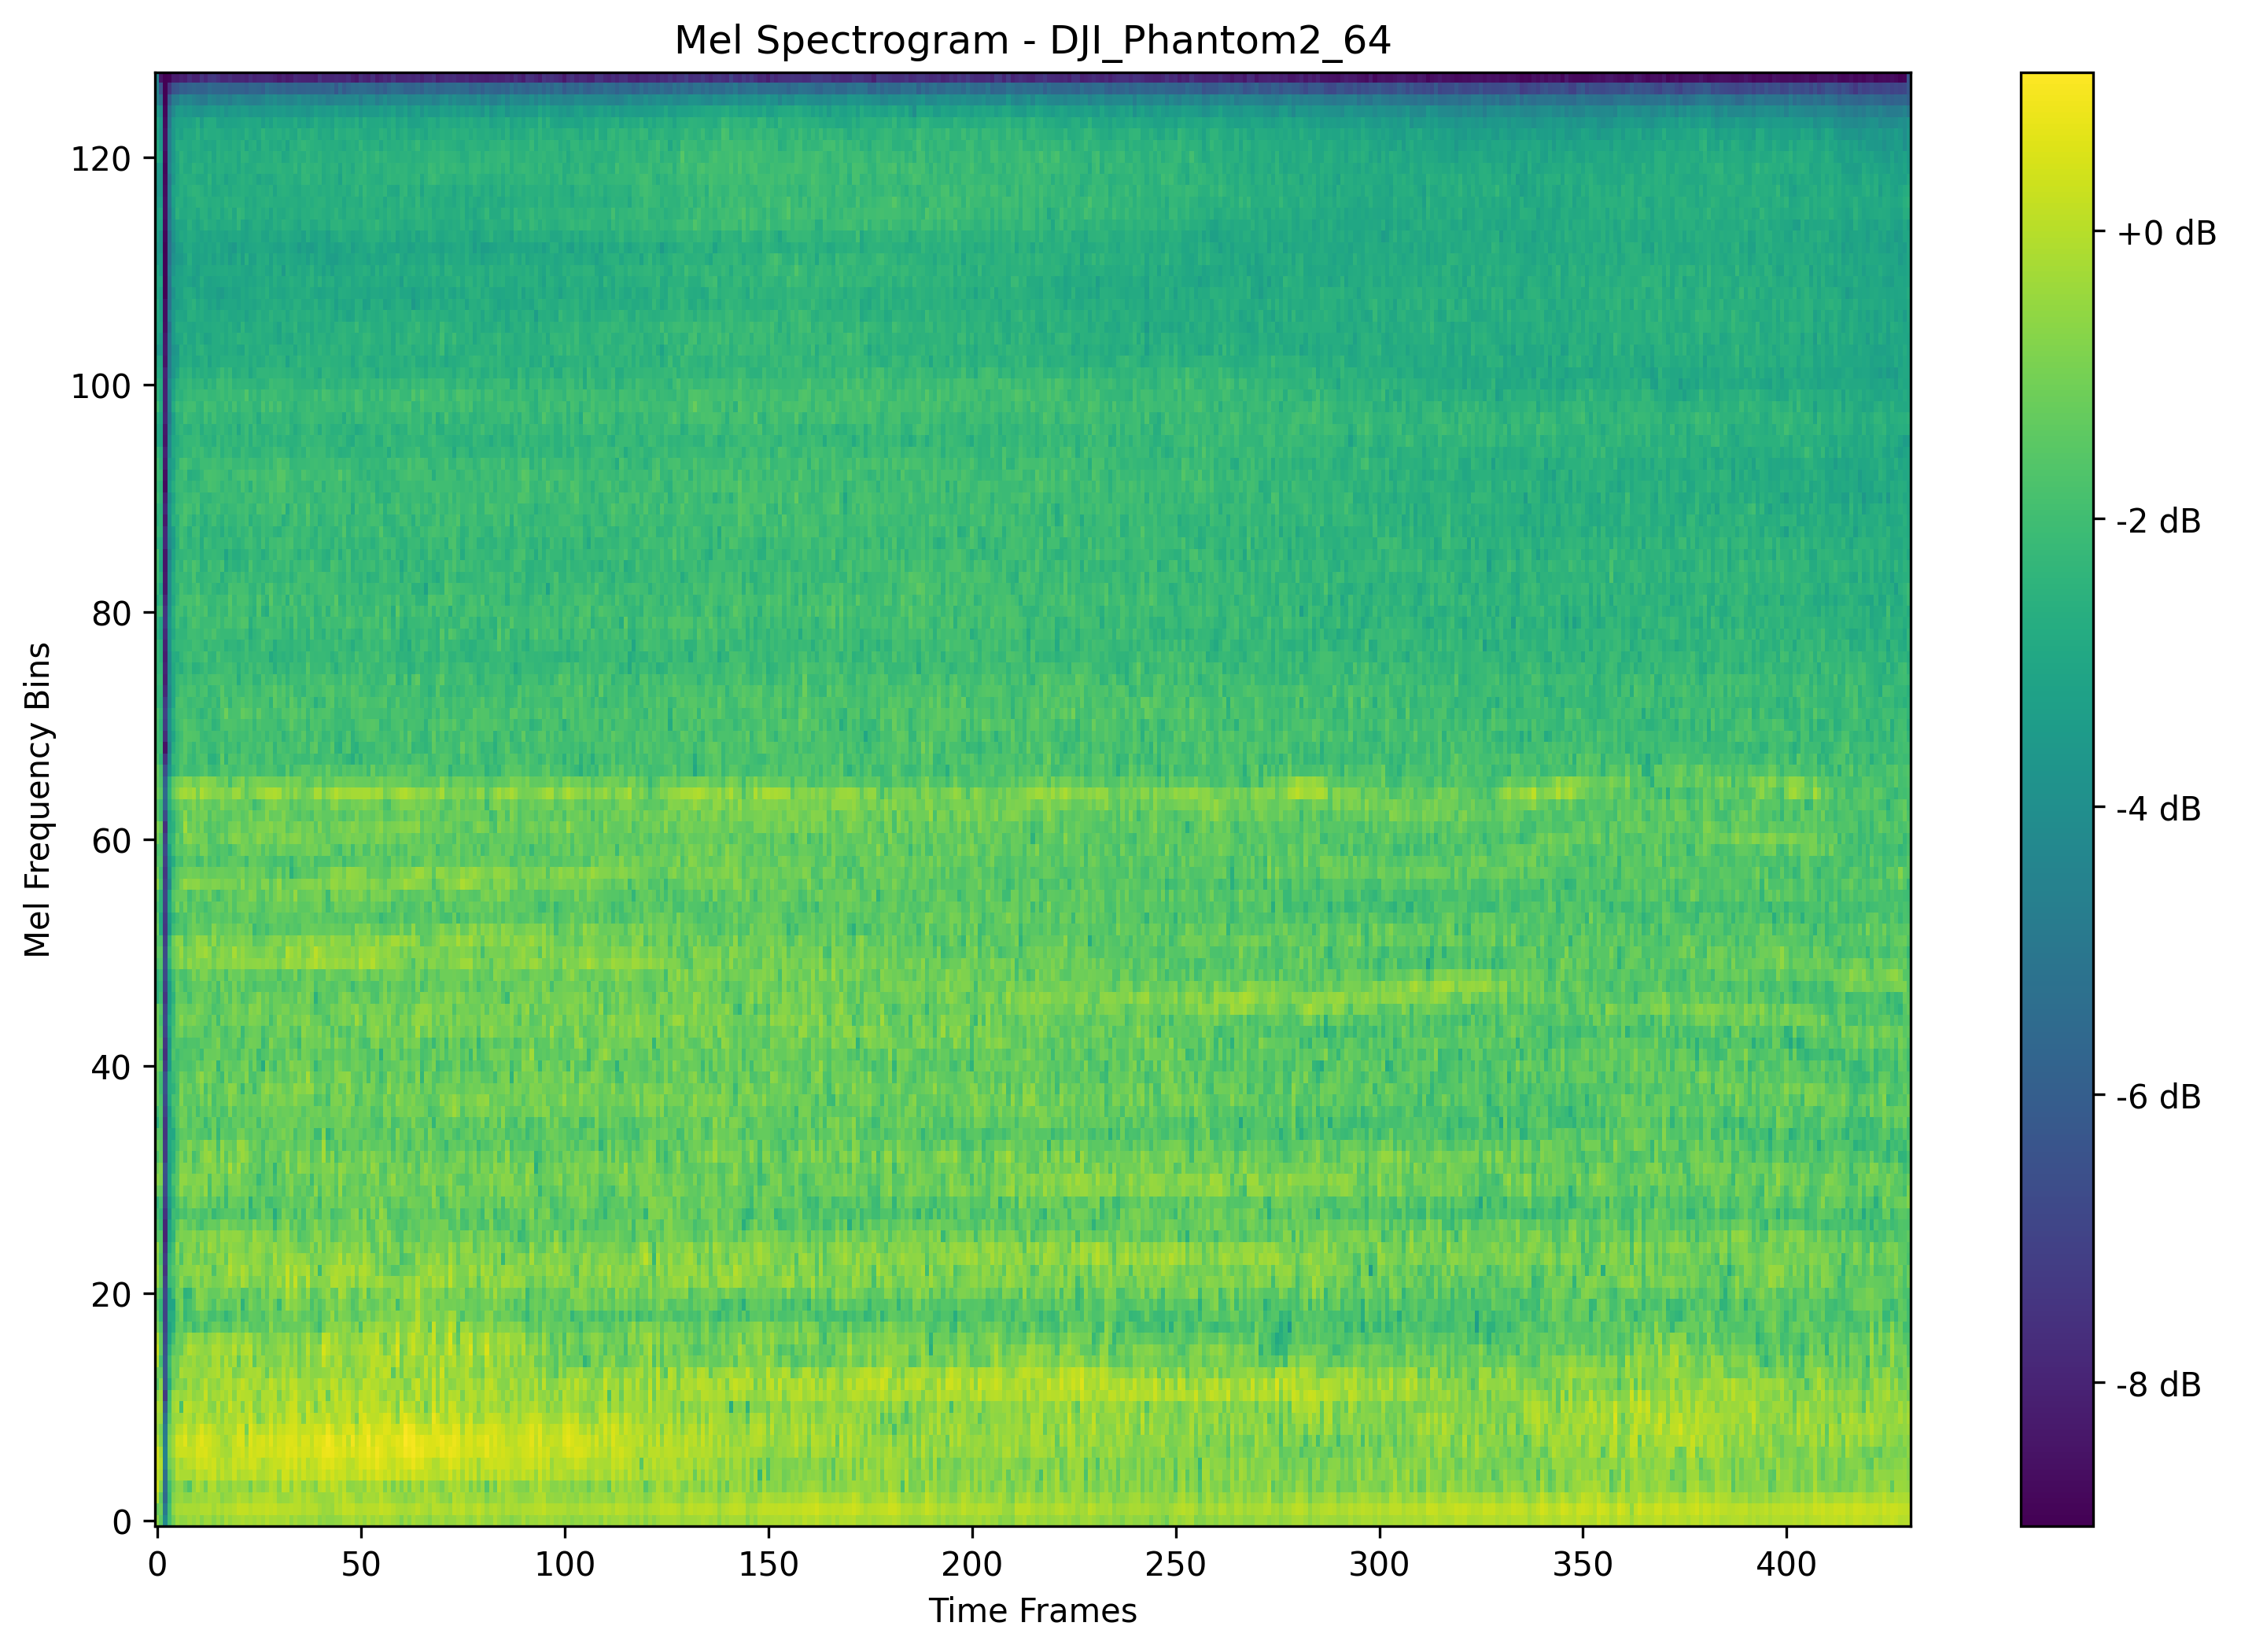 Mel Spectrogram - DJI_Phantom2_64
120
100
80
60
40
20
0
Mel Frequency Bins
0 50 100 150 200 250 300 350 400
Time Frames
+0 dB
-2 dB
-4 dB
-6 dB
-8 dB